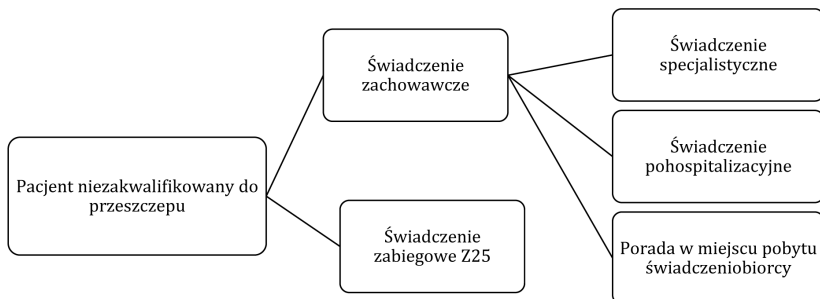 Pacjent niezakwalifikowany do
przeszczepu
Świadczenie
zachowawcze
Świadczenie
zabiegowe Z25
Świadczenie
specjalistyczne
Świadczenie
pohospitalizacyjne
Porada w miejscu pobytu
świadczeniobiorcy